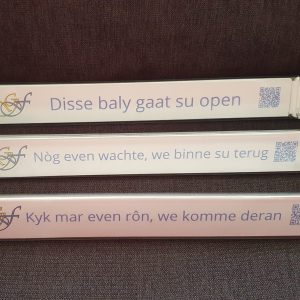 Disse baly gaat su open
Nòg even wachte, we binne su terug
Kyk mar even rôn, we komme deran